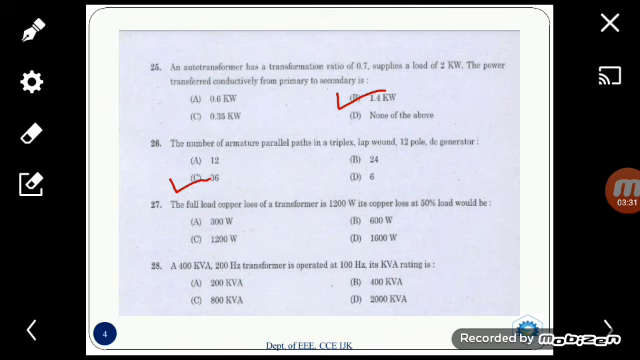 25. An autotransformer has a transformation ratio of 0.7, supplies a load of 2 KW. The power
transferred conductively from primary to secondary is :
(A) 0.6 KW (B) 1.4 KW
(C) 0.35 KW (D) None of the above
26. The number of armature parallel paths in a triplex, lap wound, 12 pole, dc generator :
(A) 12 (B) 24
(C) 36 (D) 6
03:31
27. The full load copper loss of a transformer is 1200 W its copper loss at 50% load would be :
(A) 300 W (B) 600 W
(C) 1200 W (D) 1600 W
28. A 400 KVA, 200 Hz transformer is operated at 100 Hz, its KVA rating is :
(A) 200 KVA (B) 400 KVA
(C) 800 KVA (D) 2000 KVA
4
Dept. of EEE, CCE IJK
Recorded by mobizen